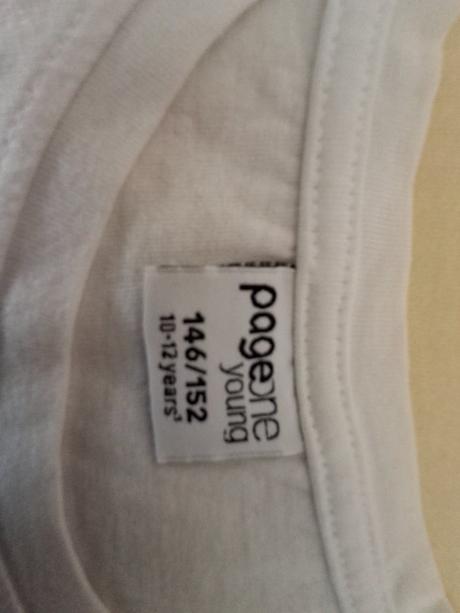 pageone
young
146/152
10-12 years